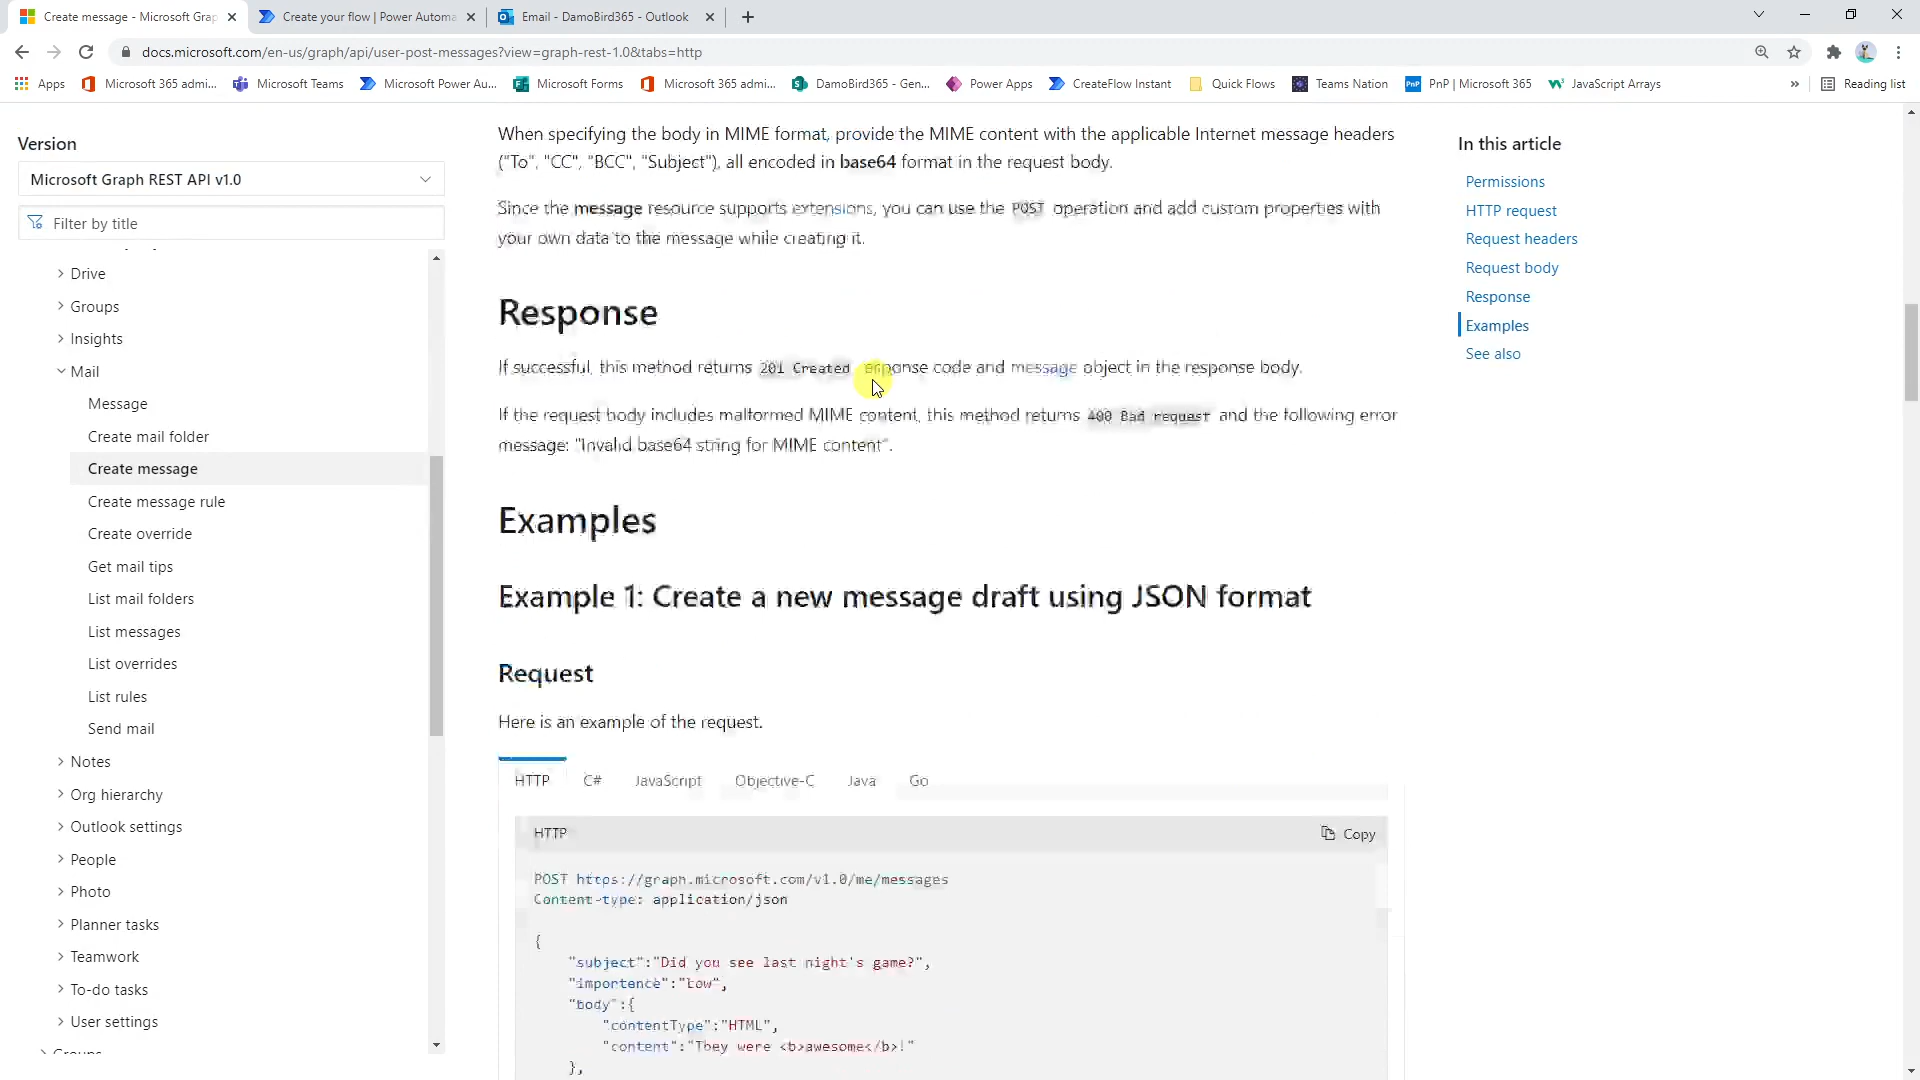 Create message - Microsoft Grap
Create your flow | Power Automa
Email - DamoBird365 - Outlook
docs.microsoft.com/en-us/graph/api/user-post-messages?view=graph-rest-1.0&tabs=http
Apps
Microsoft 365 admi...
Microsoft Teams
Microsoft Power Au...
Microsoft Forms
Microsoft 365 admi...
DamoBird365 - Gen...
Power Apps
CreateFlow Instant
Quick Flows
Teams Nation
PnP | Microsoft 365
JavaScript Arrays
»
Reading list
Version
Microsoft Graph REST API v1.0
Filter by title
Drive
Groups
Insights
Mail
Message
Create mail folder
Create message
Create message rule
Create override
Get mail tips
List mail folders
List messages
List overrides
List rules
Send mail
Notes
Org hierarchy
Outlook settings
People
Photo
Planner tasks
Teamwork
To-do tasks
User settings
Groups
When specifying the body in MIME format, provide the MIME content with the applicable Internet message headers
("To", "CC", "BCC", "Subject"), all encoded in base64 format in the request body.
Since the message resource supports extensions, you can use the POST operation and add custom properties with
your own data to the message while creating it.
Response
If successful, this method returns 201 Created response code and message object in the response body.
If the request body includes malformed MIME content, this method returns 400 Bad request and the following error
message: "Invalid base64 string for MIME content".
Examples
Example 1: Create a new message draft using JSON format
Request
Here is an example of the request.
HTTP
C#
JavaScript
Objective-C
Java
Go
HTTP
Copy
POST https://graph.microsoft.com/v1.0/me/messages
Content-type: application/json
{
"subject":"Did you see last night's game?",
"importance":"Low",
"body":{
"contentType":"HTML",
"content":"They were <b>awesome</b>!"
},
In this article
Permissions
HTTP request
Request headers
Request body
Response
Examples
See also